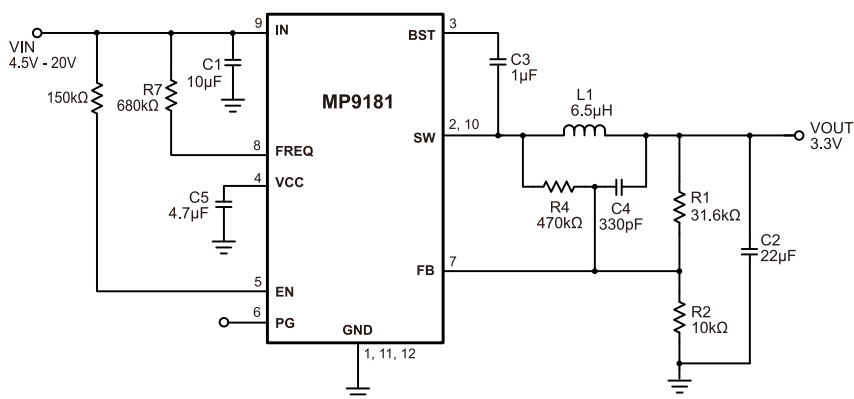 VIN
4.5V - 20V
150kΩ
R7
680kΩ
C1
10µF
C5
4.7µF
9
IN
8
FREQ
4
VCC
5
EN
6
PG
MP9181
GND
1, 11, 12
BST
3
SW
2, 10
FB
7
C3
1µF
L1
6.5µH
R4
470kΩ
C4
330pF
R1
31.6kΩ
R2
10kΩ
C2
22µF
VOUT
3.3V